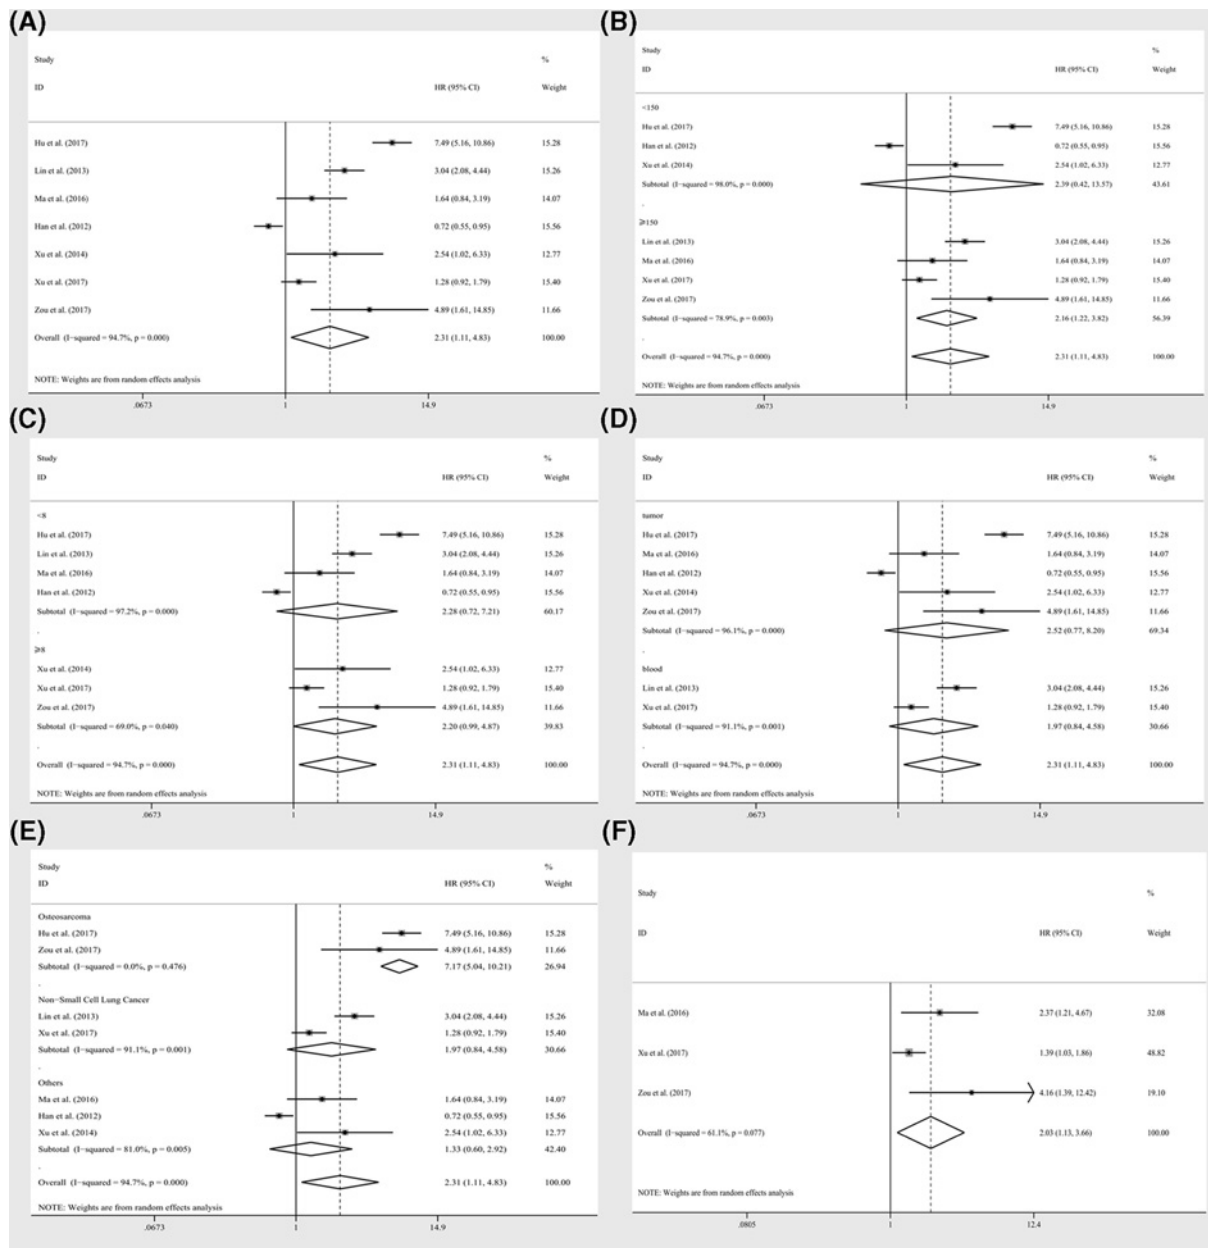 (A)
Study %
ID HR (95% CI) Weight
Hu et al. (2017) 7.49 (5.16, 10.86) 15.28
Lin et al. (2013) 3.04 (2.08, 4.44) 15.26
Ma et al. (2016) 1.64 (0.84, 3.19) 14.07
Han et al. (2012) 0.72 (0.55, 0.95) 15.56
Xu et al. (2014) 2.54 (1.02, 6.33) 12.77
Xu et al. (2017) 1.28 (0.92, 1.79) 15.40
Zou et al. (2017) 4.89 (1.61, 14.85) 11.66
Overall (I−squared = 94.7%, p = 0.000) 2.31 (1.11, 4.83) 100.00
NOTE: Weights are from random effects analysis
.0673 1 14.9
(B)
Study %
ID HR (95% CI) Weight
<150
Hu et al. (2017) 7.49 (5.16, 10.86) 15.28
Han et al. (2012) 0.72 (0.55, 0.95) 15.56
Xu et al. (2014) 2.54 (1.02, 6.33) 12.77
Subtotal (I−squared = 98.0%, p = 0.000) 2.39 (0.42, 13.57) 43.61
.
≥150
Lin et al. (2013) 3.04 (2.08, 4.44) 15.26
Ma et al. (2016) 1.64 (0.84, 3.19) 14.07
Xu et al. (2017) 1.28 (0.92, 1.79) 15.40
Zou et al. (2017) 4.89 (1.61, 14.85) 11.66
Subtotal (I−squared = 78.9%, p = 0.003) 2.16 (1.22, 3.82) 56.39
.
Overall (I−squared = 94.7%, p = 0.000) 2.31 (1.11, 4.83) 100.00
NOTE: Weights are from random effects analysis
.0673 1 14.9
(C)
Study %
ID HR (95% CI) Weight
<8
Hu et al. (2017) 7.49 (5.16, 10.86) 15.28
Lin et al. (2013) 3.04 (2.08, 4.44) 15.26
Ma et al. (2016) 1.64 (0.84, 3.19) 14.07
Han et al. (2012) 0.72 (0.55, 0.95) 15.56
Subtotal (I−squared = 97.2%, p = 0.000) 2.28 (0.72, 7.21) 60.17
.
≥8
Xu et al. (2014) 2.54 (1.02, 6.33) 12.77
Xu et al. (2017) 1.28 (0.92, 1.79) 15.40
Zou et al. (2017) 4.89 (1.61, 14.85) 11.66
Subtotal (I−squared = 69.0%, p = 0.040) 2.20 (0.99, 4.87) 39.83
.
Overall (I−squared = 94.7%, p = 0.000) 2.31 (1.11, 4.83) 100.00
NOTE: Weights are from random effects analysis
.0673 1 14.9
(D)
Study %
ID HR (95% CI) Weight
tumor
Hu et al. (2017) 7.49 (5.16, 10.86) 15.28
Ma et al. (2016) 1.64 (0.84, 3.19) 14.07
Han et al. (2012) 0.72 (0.55, 0.95) 15.56
Xu et al. (2014) 2.54 (1.02, 6.33) 12.77
Zou et al. (2017) 4.89 (1.61, 14.85) 11.66
Subtotal (I−squared = 96.1%, p = 0.000) 2.52 (0.77, 8.20) 69.34
.
blood
Lin et al. (2013) 3.04 (2.08, 4.44) 15.26
Xu et al. (2017) 1.28 (0.92, 1.79) 15.40
Subtotal (I−squared = 91.1%, p = 0.001) 1.97 (0.84, 4.58) 30.66
.
Overall (I−squared = 94.7%, p = 0.000) 2.31 (1.11, 4.83) 100.00
NOTE: Weights are from random effects analysis
.0673 1 14.9
(E)
Study %
ID HR (95% CI) Weight
Osteosarcoma
Hu et al. (2017) 7.49 (5.16, 10.86) 15.28
Zou et al. (2017) 4.89 (1.61, 14.85) 11.66
Subtotal (I−squared = 0.0%, p = 0.476) 7.17 (5.04, 10.21) 26.94
.
Non−Small Cell Lung Cancer
Lin et al. (2013) 3.04 (2.08, 4.44) 15.26
Xu et al. (2017) 1.28 (0.92, 1.79) 15.40
Subtotal (I−squared = 91.1%, p = 0.001) 1.97 (0.84, 4.58) 30.66
.
Others
Ma et al. (2016) 1.64 (0.84, 3.19) 14.07
Han et al. (2012) 0.72 (0.55, 0.95) 15.56
Xu et al. (2014) 2.54 (1.02, 6.33) 12.77
Subtotal (I−squared = 81.0%, p = 0.005) 1.33 (0.60, 2.92) 42.40
.
Overall (I−squared = 94.7%, p = 0.000) 2.31 (1.11, 4.83) 100.00
NOTE: Weights are from random effects analysis
.0673 1 14.9
(F)
Study %
ID HR (95% CI) Weight
Ma et al. (2016) 2.37 (1.21, 4.67) 32.08
Xu et al. (2017) 1.39 (1.03, 1.86) 48.82
Zou et al. (2017) 4.16 (1.39, 12.42) 19.10
Overall (I−squared = 61.1%, p = 0.077) 2.03 (1.13, 3.66) 100.00
NOTE: Weights are from random effects analysis
.0805 1 12.4